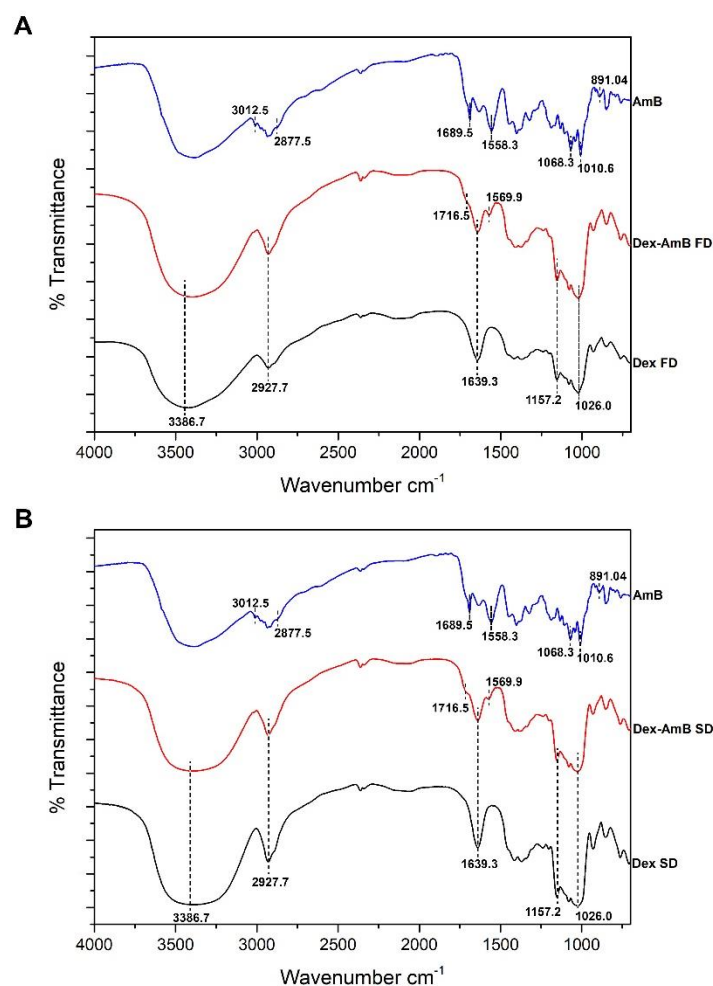 A
% Transmittance
3012.5
2877.5
1689.5
1558.3
1068.3
1010.6
891.04
AmB
1716.5
1569.9
Dex-AmB FD
3386.7
2927.7
1639.3
1157.2
1026.0
Dex FD
4000 3500 3000 2500 2000 1500 1000
Wavenumber cm-1
B
% Transmittance
3012.5
2877.5
1689.5
1558.3
1068.3
1010.6
891.04
AmB
1716.5
1569.9
Dex-AmB SD
3386.7
2927.7
1639.3
1157.2
1026.0
Dex SD
4000 3500 3000 2500 2000 1500 1000
Wavenumber cm-1